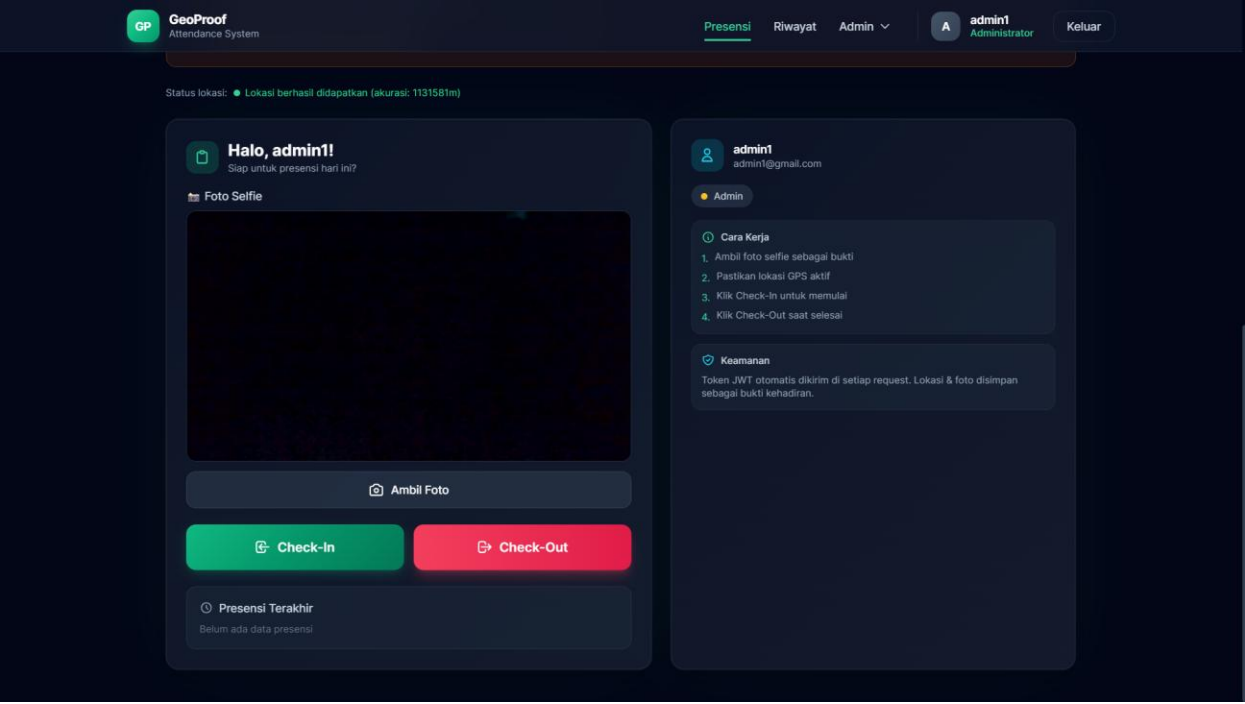 GP
GeoProof
Attendance System
Presensi
Riwayat
Admin
A
admin1
Administrator
Keluar
Status lokasi: Lokasi berhasil didapatkan (akurasi: 1131581m)
Halo, admin1!
Siap untuk presensi hari ini?
Foto Selfie
Ambil Foto
Check-In
Check-Out
Presensi Terakhir
Belum ada data presensi
admin1
admin1@gmail.com
Admin
Cara Kerja
1. Ambil foto selfie sebagai bukti
2. Pastikan lokasi GPS aktif
3. Klik Check-In untuk memulai
4. Klik Check-Out saat selesai
Keamanan
Token JWT otomatis dikirim di setiap request. Lokasi & foto disimpan
sebagai bukti kehadiran.